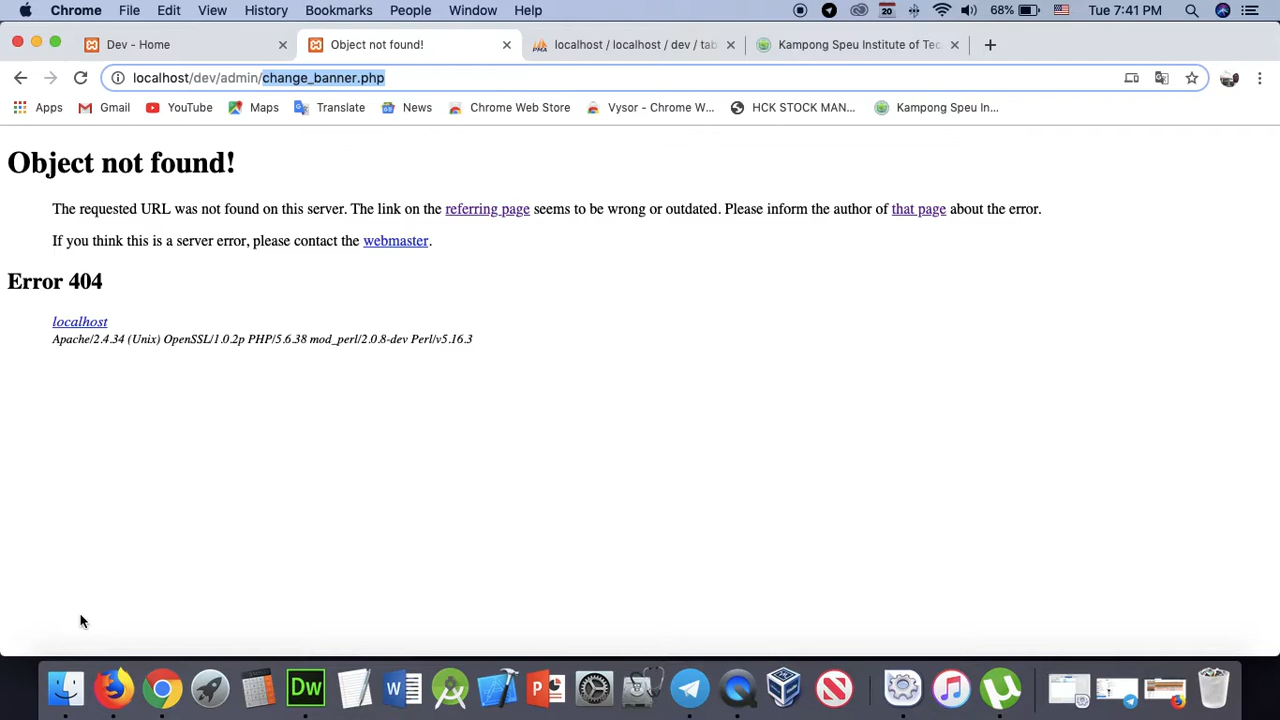 Chrome File Edit View History Bookmarks People Window Help 20 68% Tue 7:41 PM
Dev - Home Object not found! localhost / localhost / dev / tab Kampong Speu Institute of Tec
localhost/dev/admin/change_banner.php
Apps Gmail YouTube Maps Translate News Chrome Web Store Vysor - Chrome W... HCK STOCK MAN... Kampong Speu In...
Object not found!
The requested URL was not found on this server. The link on the referring page seems to be wrong or outdated. Please inform the author of that page about the error.
If you think this is a server error, please contact the webmaster.
Error 404
localhost
Apache/2.4.34 (Unix) OpenSSL/1.0.2p PHP/5.6.38 mod_perl/2.0.8-dev Perl/v5.16.3
Dw